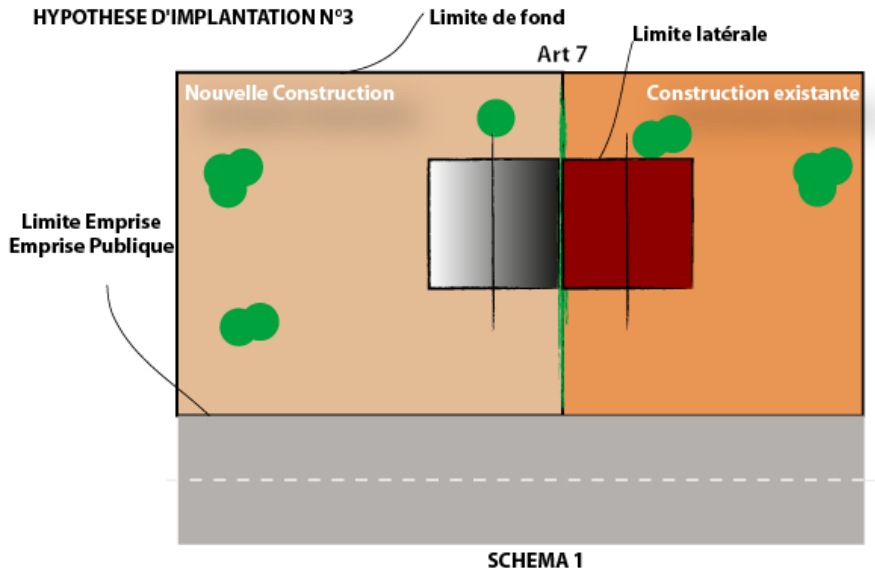 HYPOTHESE D'IMPLANTATION N°3
Limite de fond
Limite latérale
Art 7
Nouvelle Construction
Construction existante
Limite Emprise
Emprise Publique
SCHEMA 1